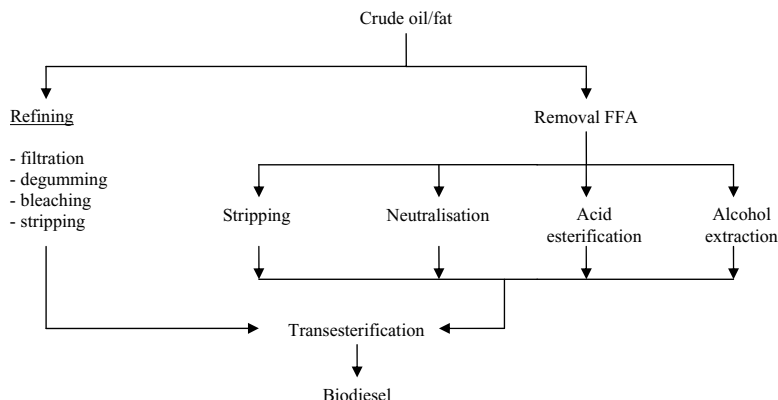 Crude oil/fat
Refining
- filtration
- degumming
- bleaching
- stripping
Removal FFA
Stripping
Neutralisation
Acid
esterification
Alcohol
extraction
Transesterification
Biodiesel